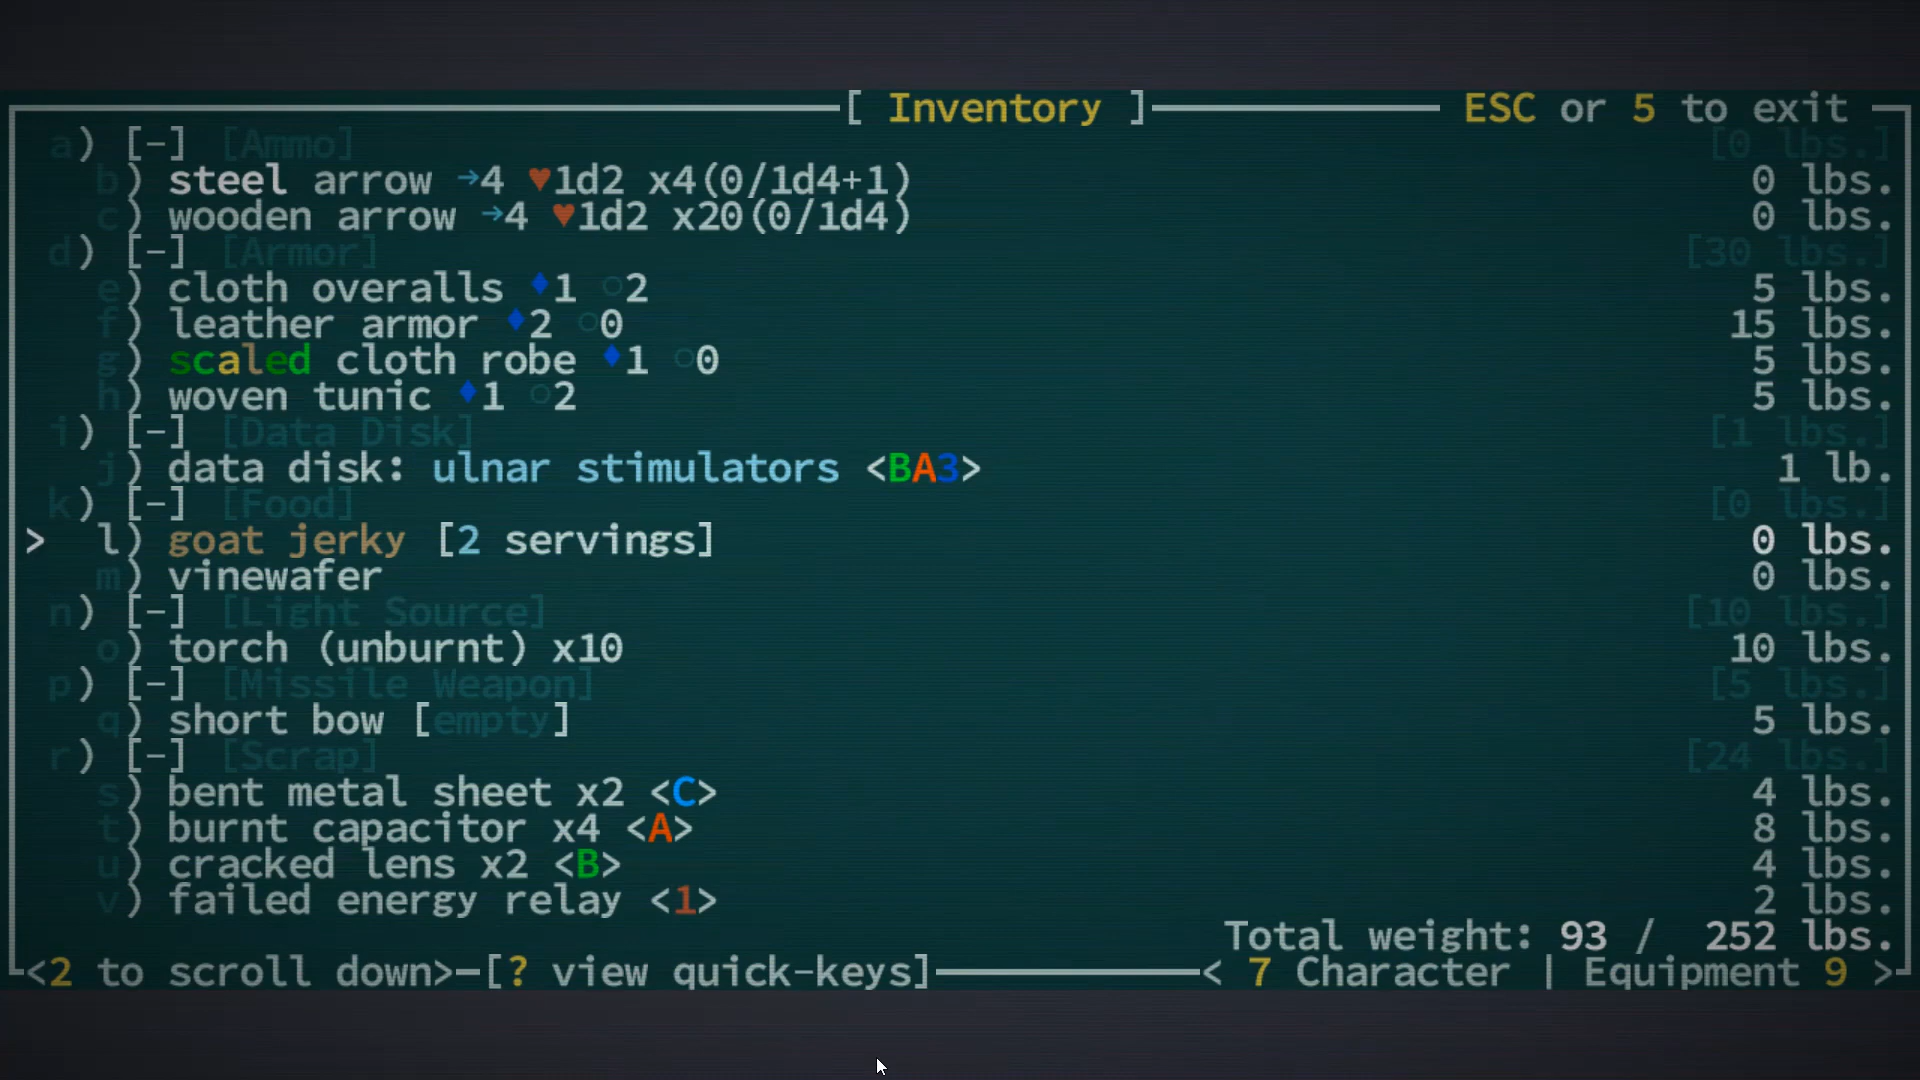 [ Inventory ] ESC or 5 to exit
a) [-] [Ammo] [0 lbs.]
b) steel arrow →4 ♥1d2 x4(0/1d4+1) 0 lbs.
c) wooden arrow →4 ♥1d2 x20(0/1d4) 0 lbs.
d) [-] [Armor] [30 lbs.]
e) cloth overalls ♦1 ○2 5 lbs.
f) leather armor ♦2 ○0 15 lbs.
g) scaled cloth robe ♦1 ○0 5 lbs.
h) woven tunic ♦1 ○2 5 lbs.
i) [-] [Data Disk] [1 lbs.]
j) data disk: ulnar stimulators <BA3> 1 lb.
k) [-] [Food] [0 lbs.]
> l) goat jerky [2 servings] 0 lbs.
m) vinewafer 0 lbs.
n) [-] [Light Source] [10 lbs.]
o) torch (unburnt) x10 10 lbs.
p) [-] [Missile Weapon] [5 lbs.]
q) short bow [empty] 5 lbs.
r) [-] [Scrap] [24 lbs.]
s) bent metal sheet x2 <C> 4 lbs.
t) burnt capacitor x4 <A> 8 lbs.
u) cracked lens x2 <B> 4 lbs.
v) failed energy relay <1> 2 lbs.
Total weight: 93 / 252 lbs.
<2 to scroll down> [? view quick-keys] < 7 Character | Equipment 9 >